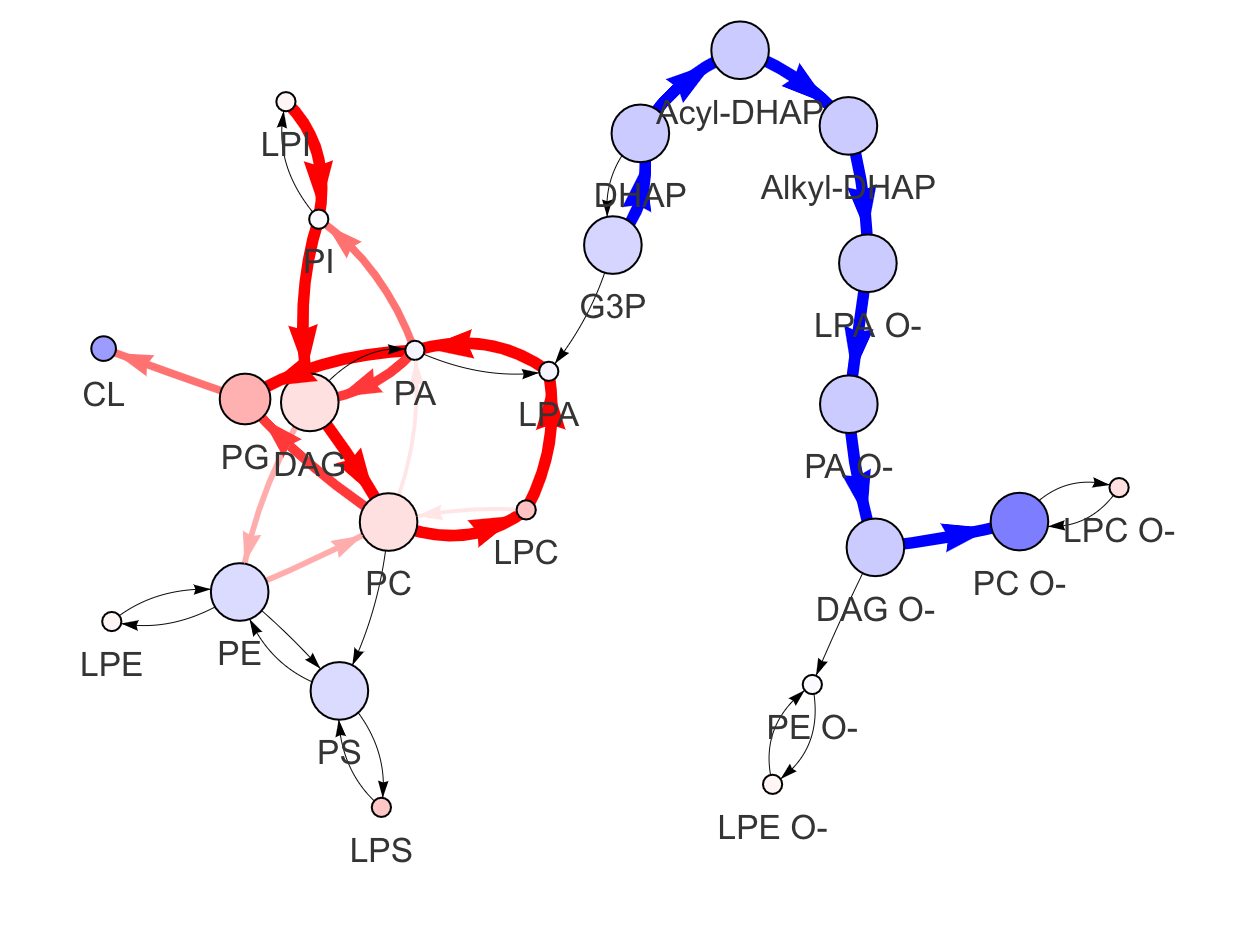 Acyl-DHAP
LPI
Alkyl-DHAP
DHAP
PI
G3P
LPA O-
CL
PA
LPA
PG
DAG
PA O-
LPC
LPC O-
PC
PC O-
DAG O-
PE
LPE
PE O-
PS
LPE O-
LPS